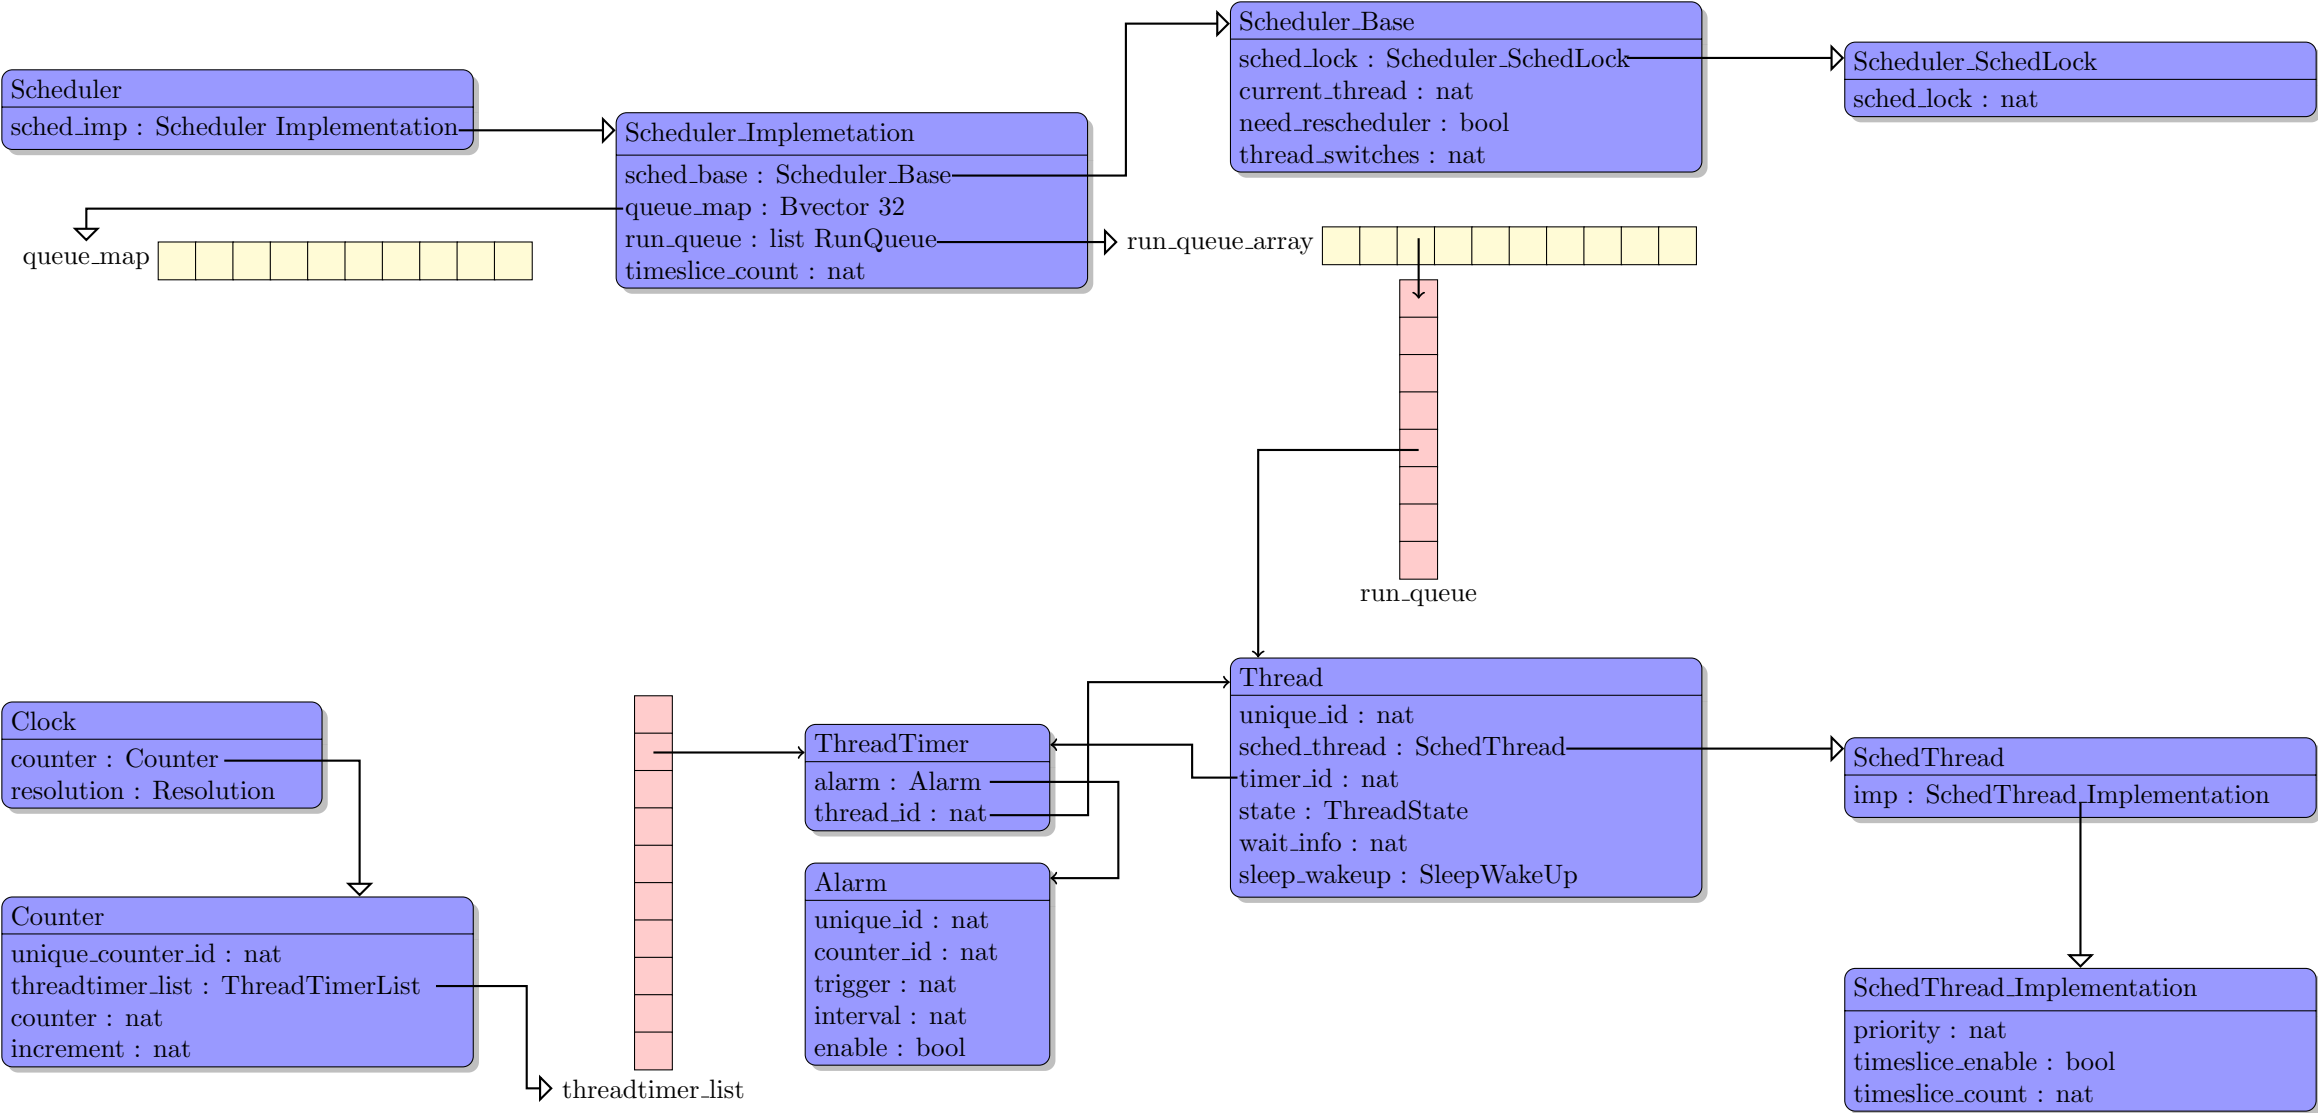 Scheduler
sched_imp : Scheduler Implementation
Scheduler_Implemetation
sched_base : Scheduler_Base
queue_map : Bvector 32
run_queue : list RunQueue
timeslice_count : nat
Scheduler_Base
sched_lock : Scheduler_SchedLock
current_thread : nat
need_rescheduler : bool
thread_switches : nat
Scheduler_SchedLock
sched_lock : nat
queue_map
run_queue_array
run_queue
Clock
counter : Counter
resolution : Resolution
Counter
unique_counter_id : nat
threadtimer_list : ThreadTimerList
counter : nat
increment : nat
threadtimer_list
ThreadTimer
alarm : Alarm
thread_id : nat
Alarm
unique_id : nat
counter_id : nat
trigger : nat
interval : nat
enable : bool
Thread
unique_id : nat
sched_thread : SchedThread
timer_id : nat
state : ThreadState
wait_info : nat
sleep_wakeup : SleepWakeUp
SchedThread
imp : SchedThread_Implementation
SchedThread_Implementation
priority : nat
timeslice_enable : bool
timeslice_count : nat